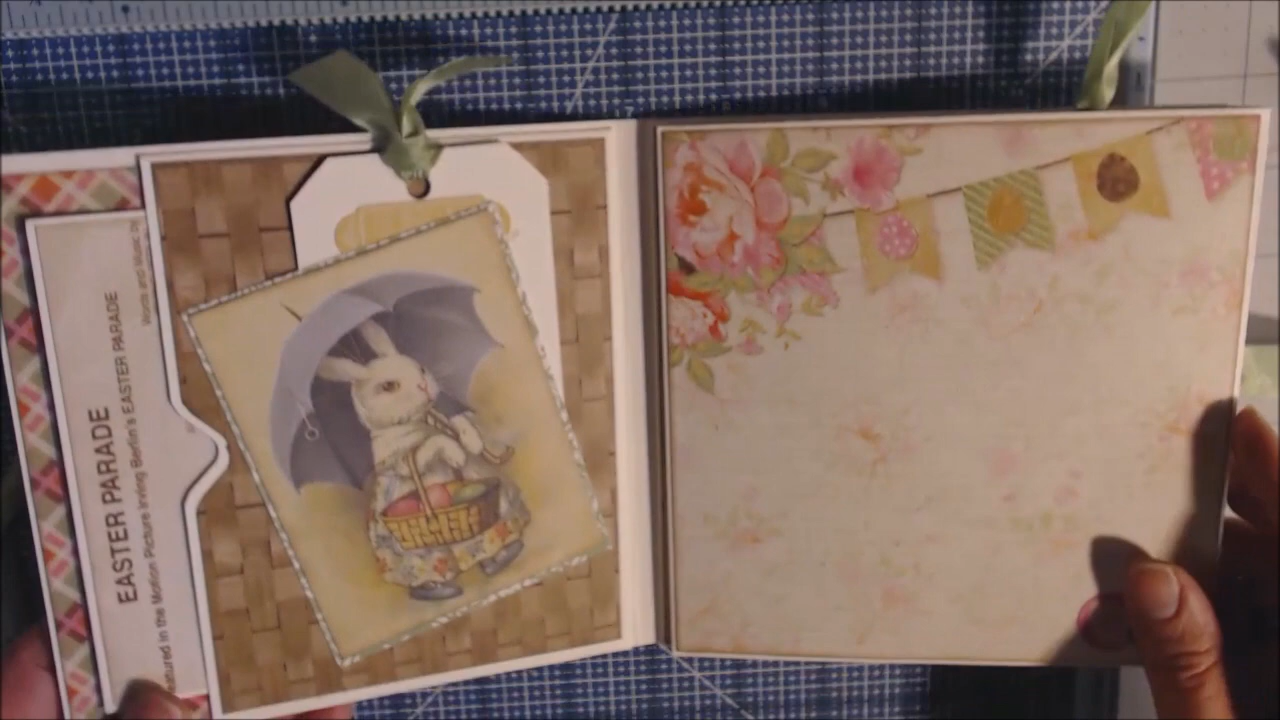 EASTER PARADE
Featured in the Motion Picture Irving Berlin's EASTER PARADE
Words and Music by